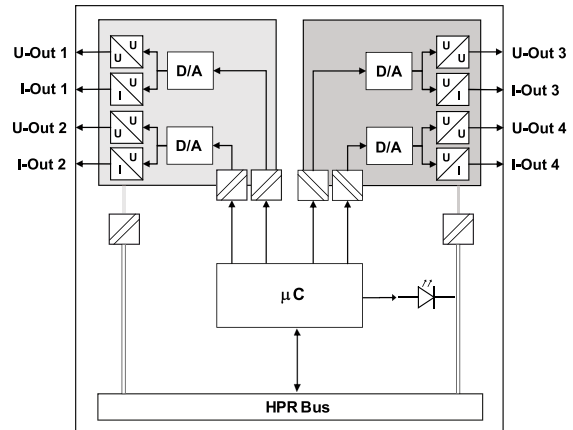 U-Out 1
U
U
D/A
I-Out 1
U
I
U-Out 2
U
U
D/A
I-Out 2
U
I
U
U
U-Out 3
D/A
U
I
I-Out 3
U
U
U-Out 4
D/A
U
I
I-Out 4
μC
HPR Bus